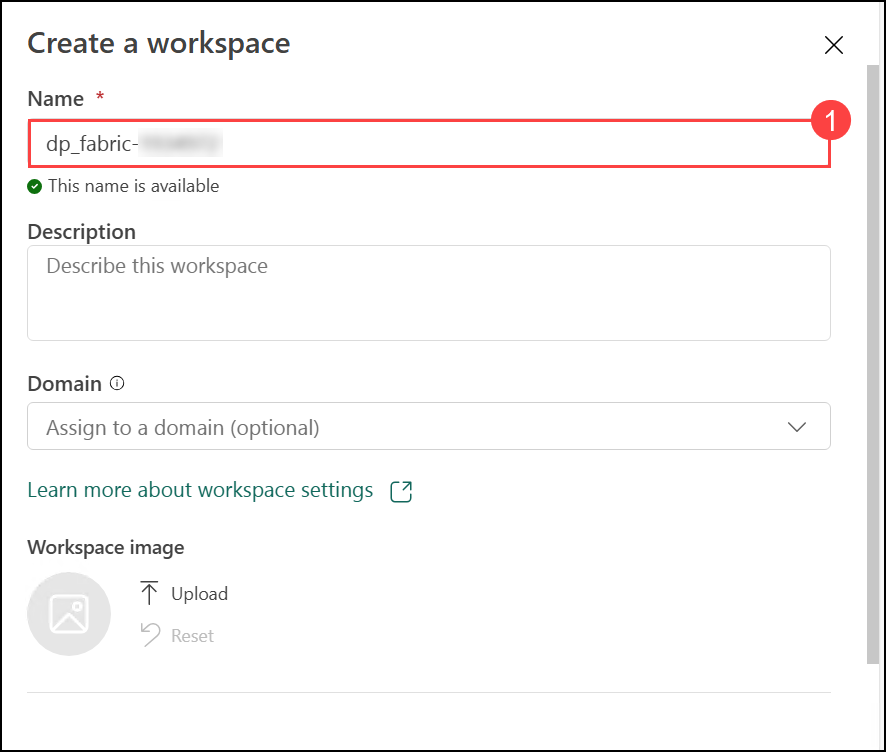 Create a workspace
Name *
1
dp_fabric-
This name is available
Description
Describe this workspace
Domain
Assign to a domain (optional)
Learn more about workspace settings
Workspace image
Upload
Reset